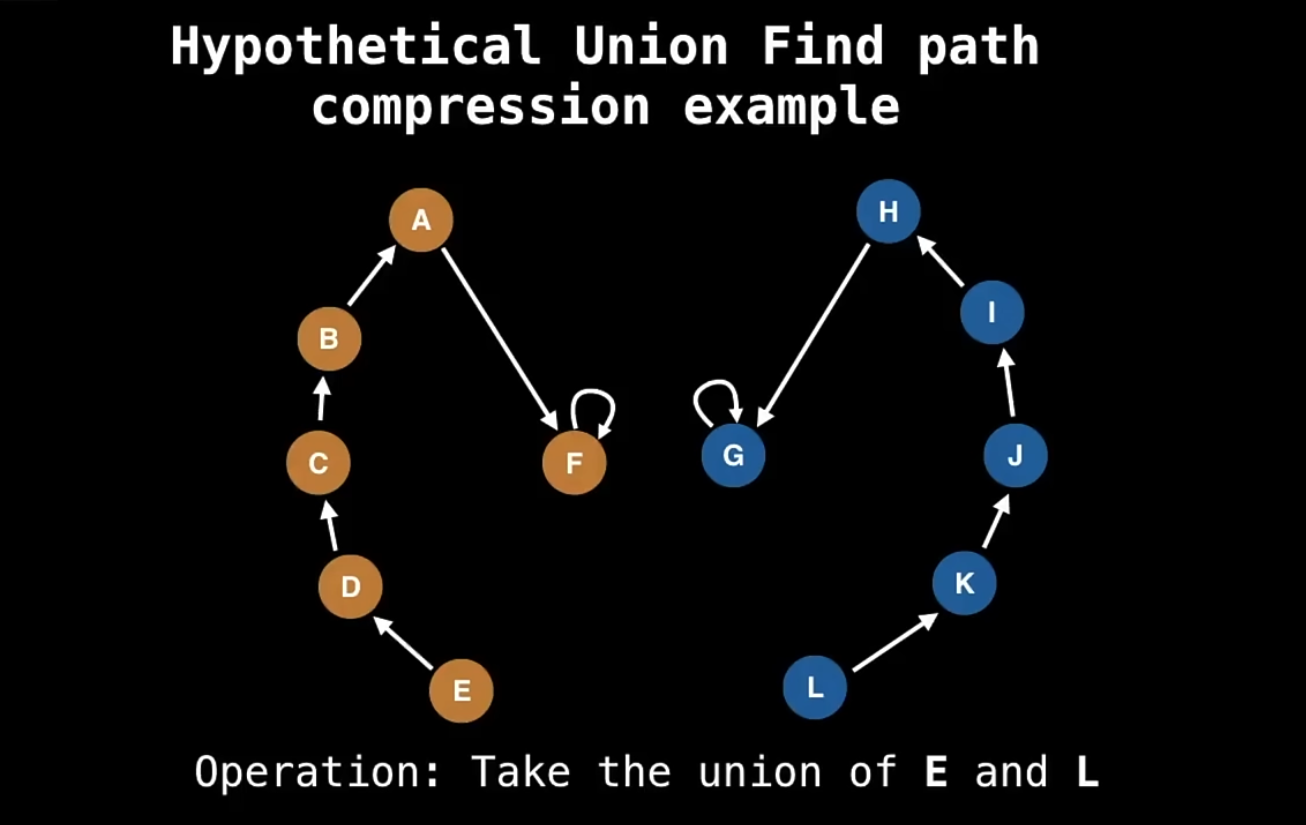 Hypothetical Union Find path
compression example
A
H
B
I
C
F
G
J
D
K
E
L
Operation: Take the union of E and L